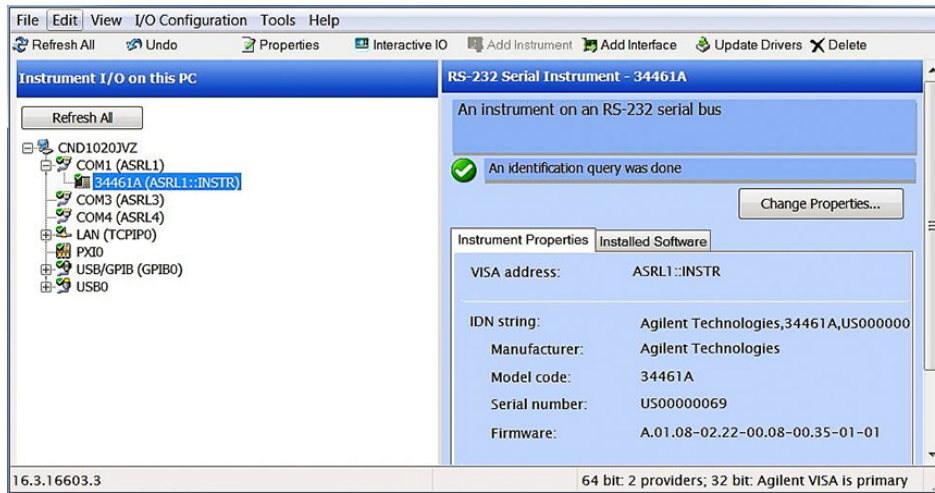 File Edit View I/O Configuration Tools Help
Refresh All Undo Properties Interactive IO Add Instrument Add Interface Update Drivers Delete
Instrument I/O on this PC
Refresh All
CND1020JVZ
COM1 (ASRL1)
34461A (ASRL1::INSTR)
COM3 (ASRL3)
COM4 (ASRL4)
LAN (TCPIP0)
PXI0
USB/GPIB (GPIB0)
USB0
RS-232 Serial Instrument - 34461A
An instrument on an RS-232 serial bus
An identification query was done
Change Properties...
Instrument Properties Installed Software
VISA address: ASRL1::INSTR
IDN string: Agilent Technologies,34461A,US000000
Manufacturer: Agilent Technologies
Model code: 34461A
Serial number: US00000069
Firmware: A.01.08-02.22-00.08-00.35-01-01
16.3.16603.3 64 bit: 2 providers; 32 bit: Agilent VISA is primary